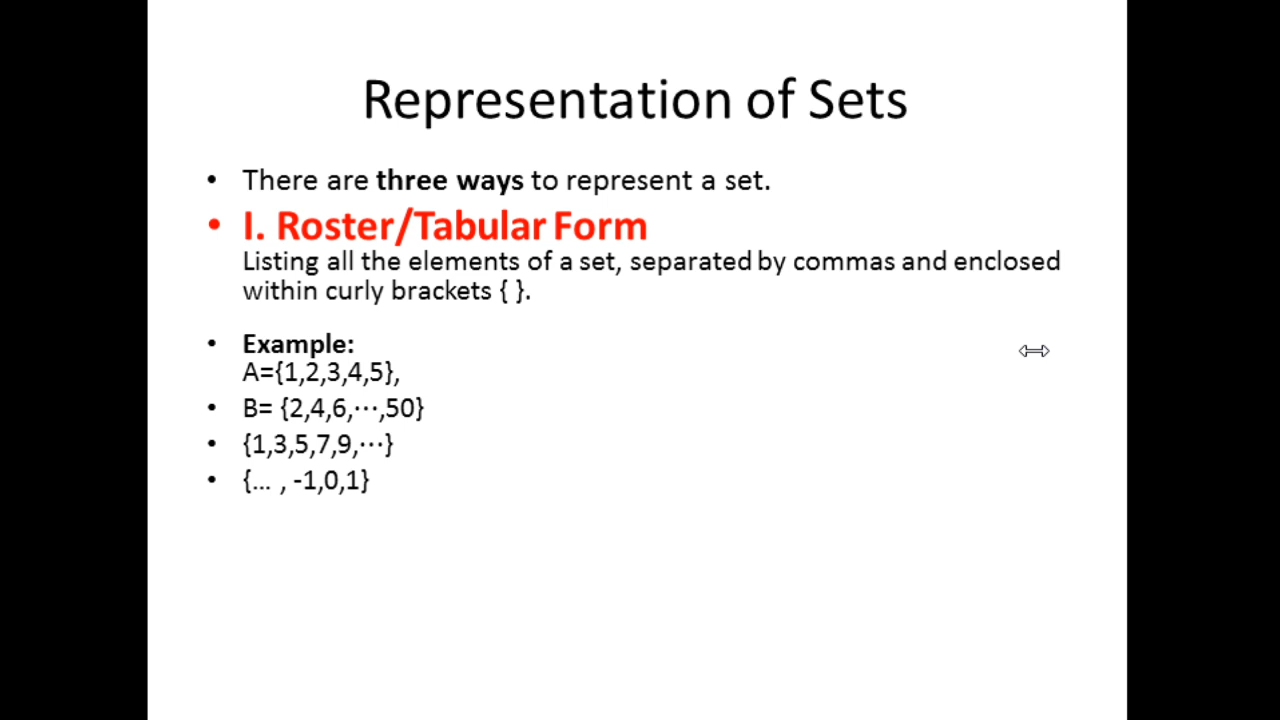 Representation of Sets
• There are three ways to represent a set.
• I. Roster/Tabular Form
Listing all the elements of a set, separated by commas and enclosed
within curly brackets { }.
• Example:
A={1,2,3,4,5},
• B= {2,4,6,⋯,50}
• {1,3,5,7,9,⋯}
• {... , -1,0,1}